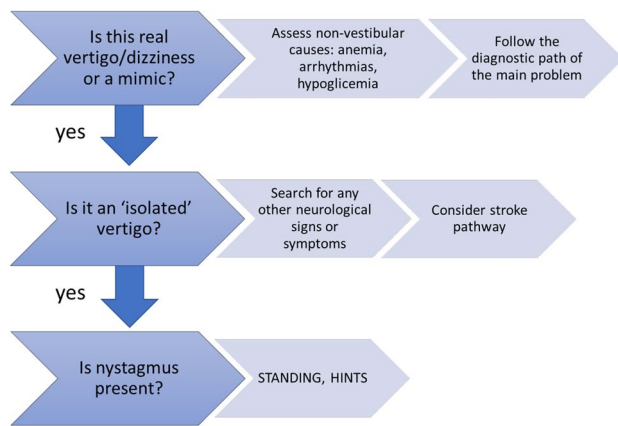 Is this real
vertigo/dizziness
or a mimic?
Assess non-vestibular
causes: anemia,
arrhythmias,
hypoglicemia
Follow the
diagnostic path of
the main problem
yes
Is it an ‘isolated’
vertigo?
Search for any
other neurological
signs or
symptoms
Consider stroke
pathway
yes
Is nystagmus
present?
STANDING, HINTS